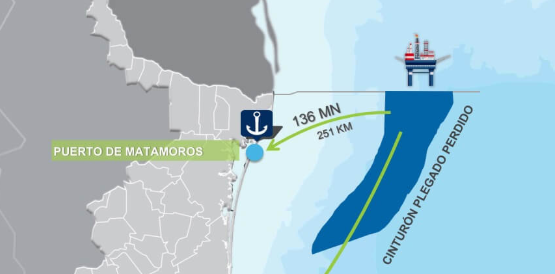 136 MN
251 KM
PUERTO DE MATAMOROS
CINTURÓN PLEGADO PERDIDO